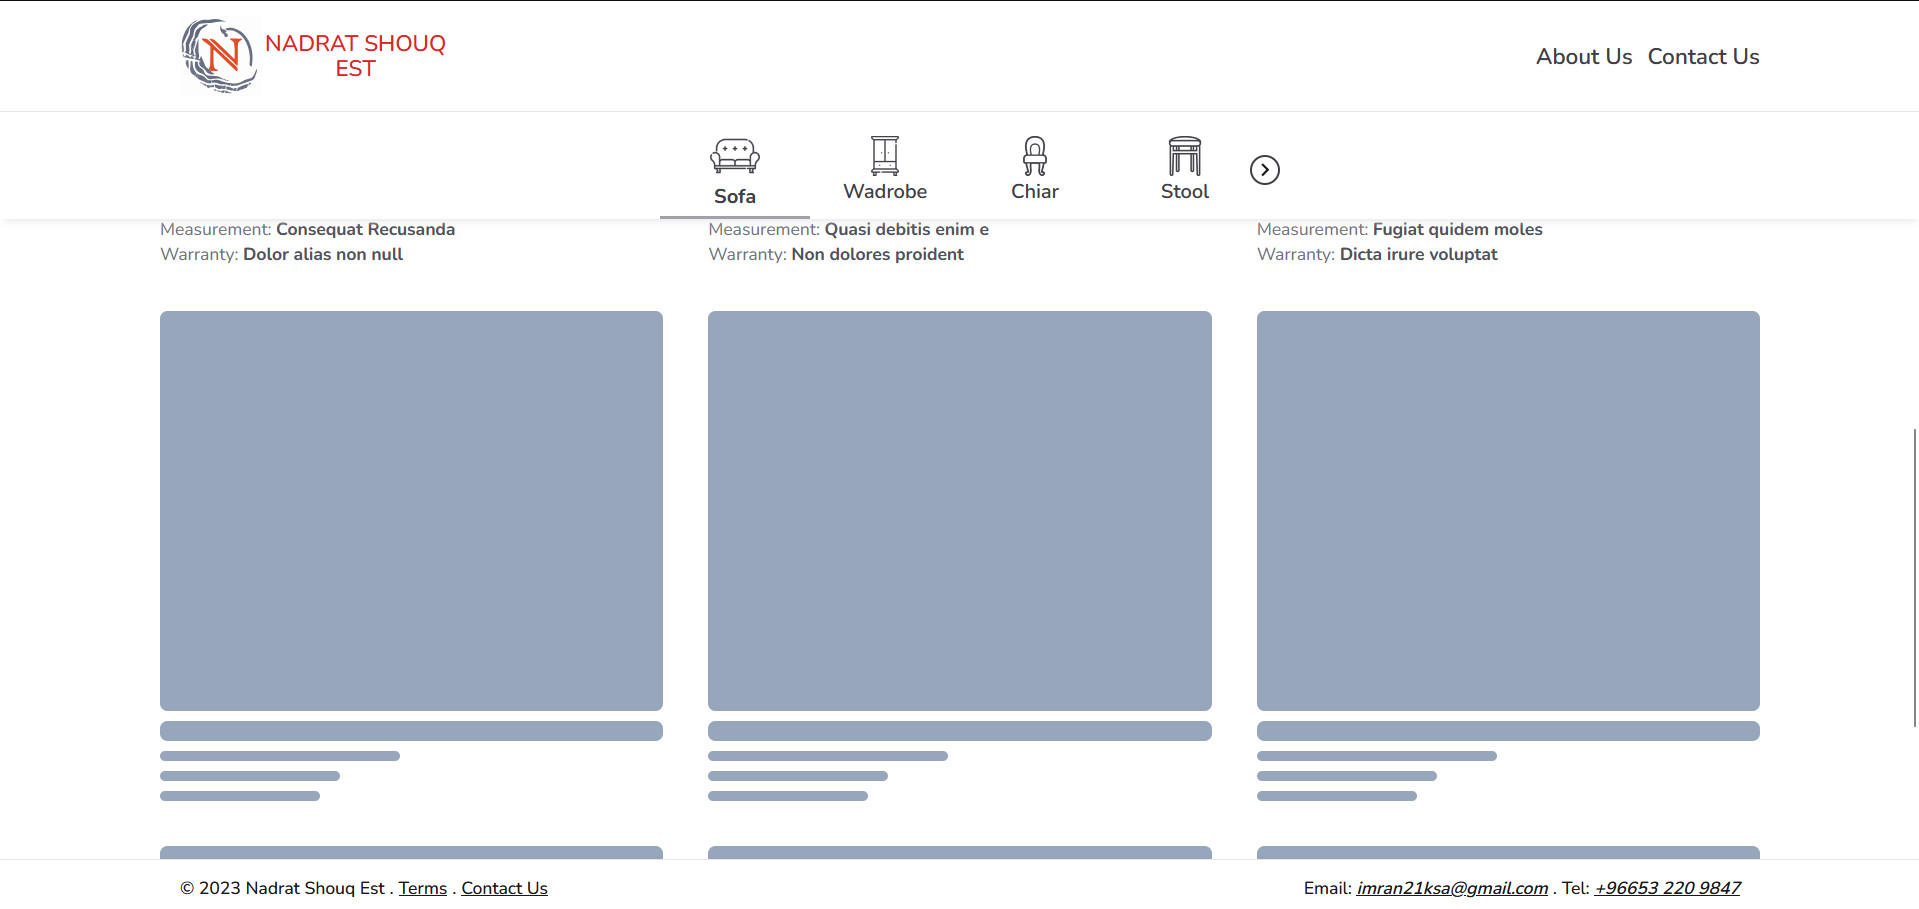 NADRAT SHOUQ
EST
About Us Contact Us
Sofa Wadrobe Chiar Stool
Measurement: Consequat Recusanda
Warranty: Dolor alias non null
Measurement: Quasi debitis enim e
Warranty: Non dolores proident
Measurement: Fugiat quidem moles
Warranty: Dicta irure voluptat
© 2023 Nadrat Shouq Est . Terms . Contact Us
Email: imran21ksa@gmail.com . Tel: +96653 220 9847